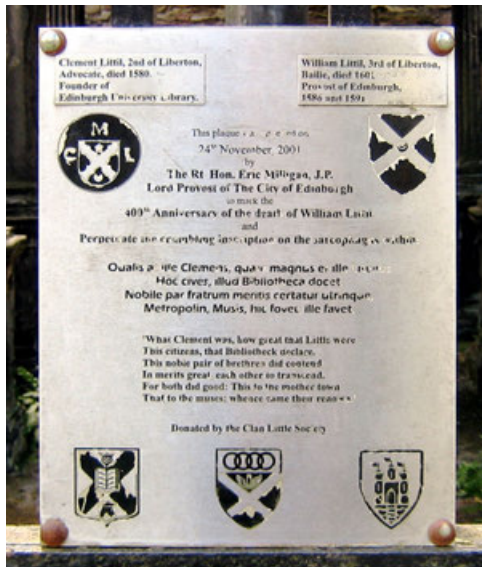 Clement Littil, 2nd of Liberton,
Advocate, died 1580.
Founder of
Edinburgh University Library.
William Littil, 3rd of Liberton,
Bailie, died 1601
Provost of Edinburgh,
1586 and 1591
C M L
This plaque
24th November, 2001
by
The Rt Hon. Eric Milligan, J.P.
Lord Provost of The City of Edinburgh
to mark the
400th Anniversary of the death of William Littil
and
Perpetuate the crumbling inscription on the sarcophagus within
Qualis Clemens, quam magnus et ille
Hoc cives, illud Bibliotheca docet
Nobile par fratrum meritis certatur utrinque
Metropolin, Musis, hic fovet ille favet
"What Clement was, how great that Little were
This citizens, that Bibliotheck declare.
This noble pair of brethren did contend
In merits great each other to transcend.
For both did good: This to the mother town
That to the muses: whence came their renown"
Donated by the Clan Little Society